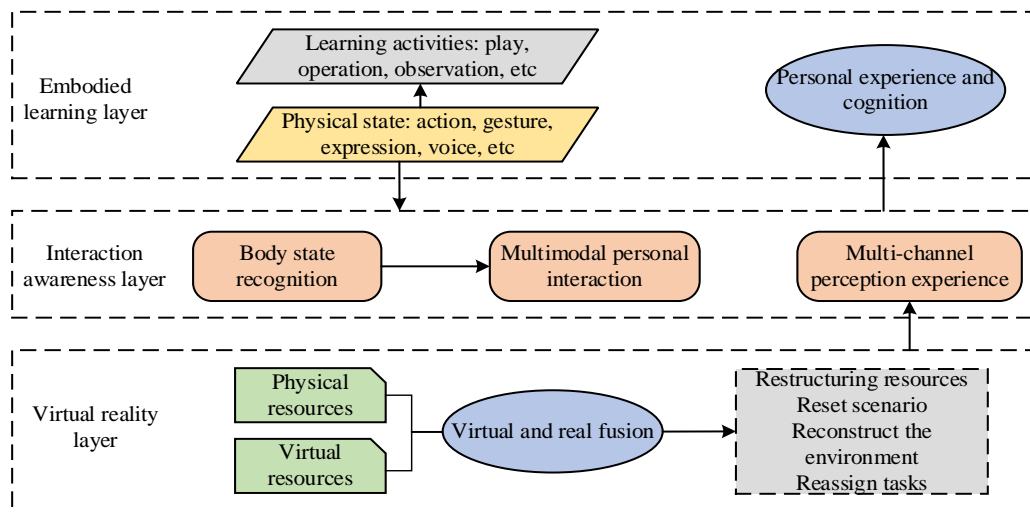 Embodied
learning layer
Learning activities: play,
operation, observation, etc
Physical state: action, gesture,
expression, voice, etc
Personal experience and
cognition
Interaction
awareness layer
Body state
recognition
Multimodal personal
interaction
Multi-channel
perception experience
Virtual reality
layer
Physical
resources
Virtual
resources
Virtual and real fusion
Restructuring resources
Reset scenario
Reconstruct the
environment
Reassign tasks